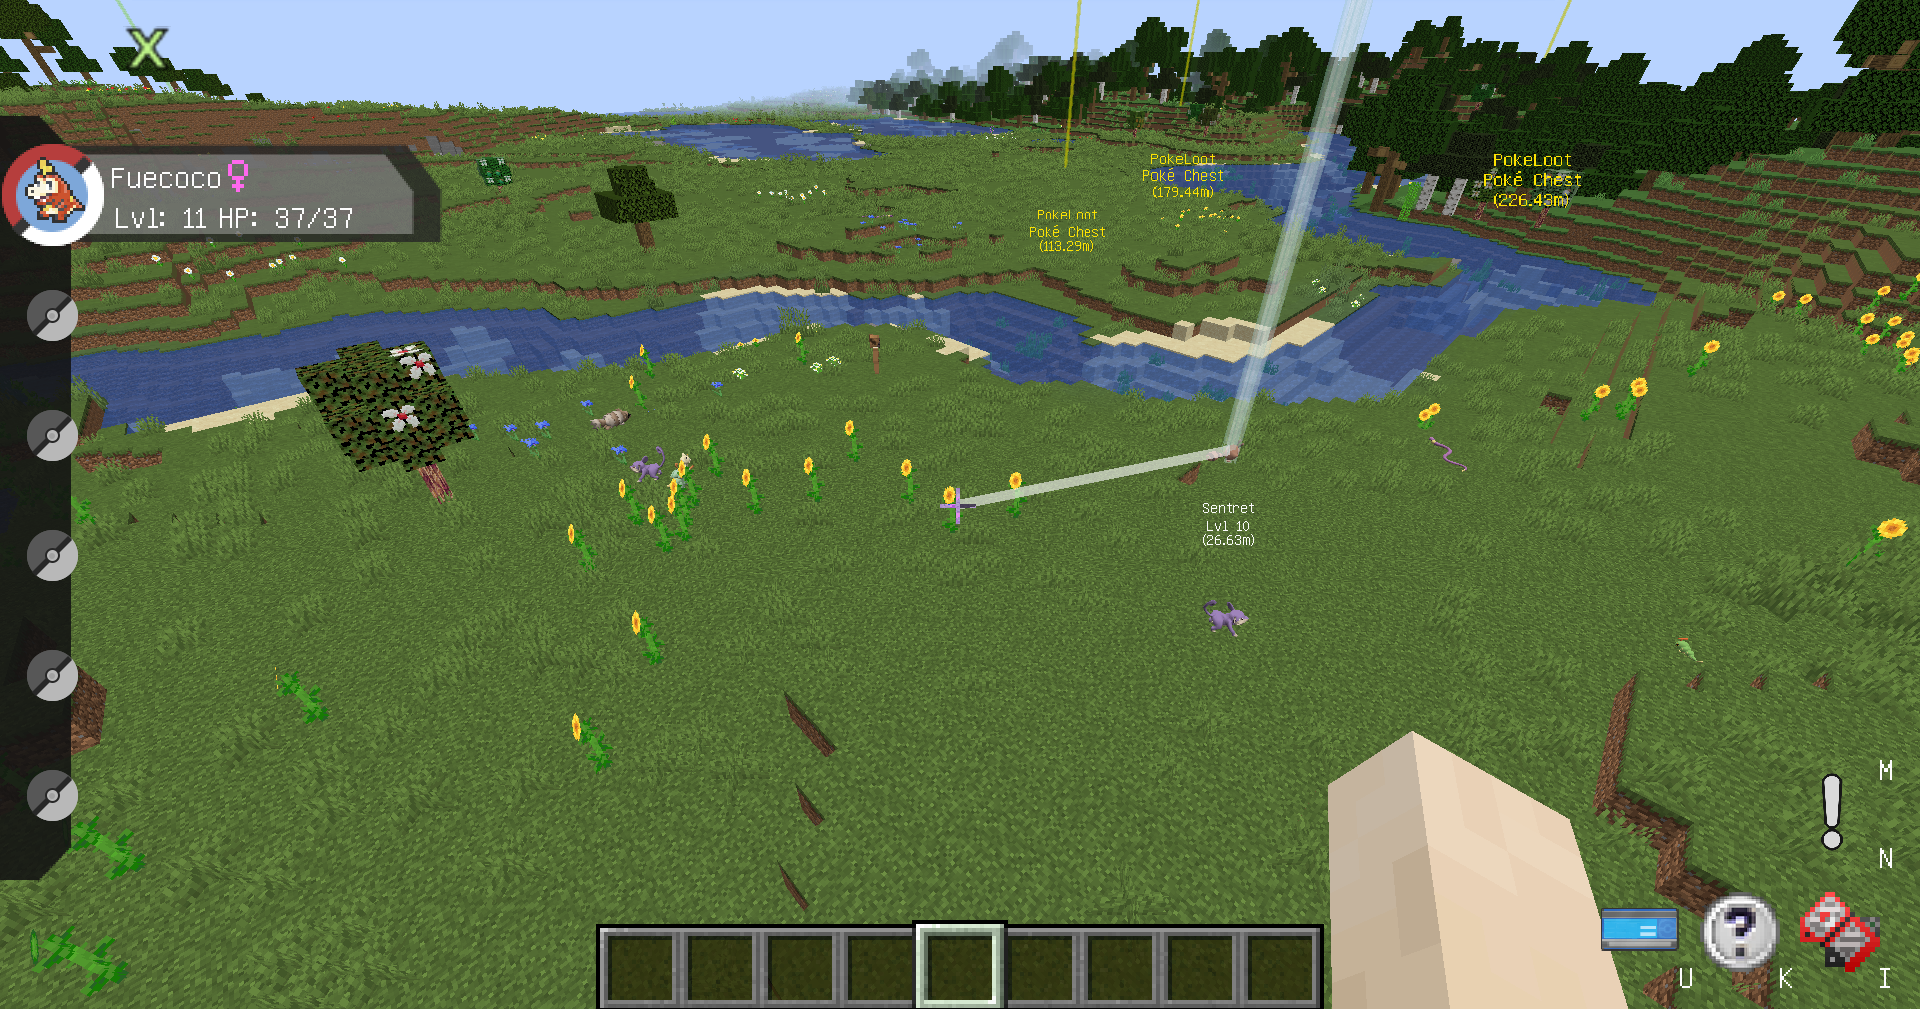 X
Fuecoco♀
Lvl: 11 HP: 37/37
PokeLoot
Poké Chest
(179.44m)
PokeLoot
Poké Chest
(226.43m)
PokeLoot
Poké Chest
(113.29m)
Sentret
Lvl 10
(26.63m)
M
N
?
U
K
I